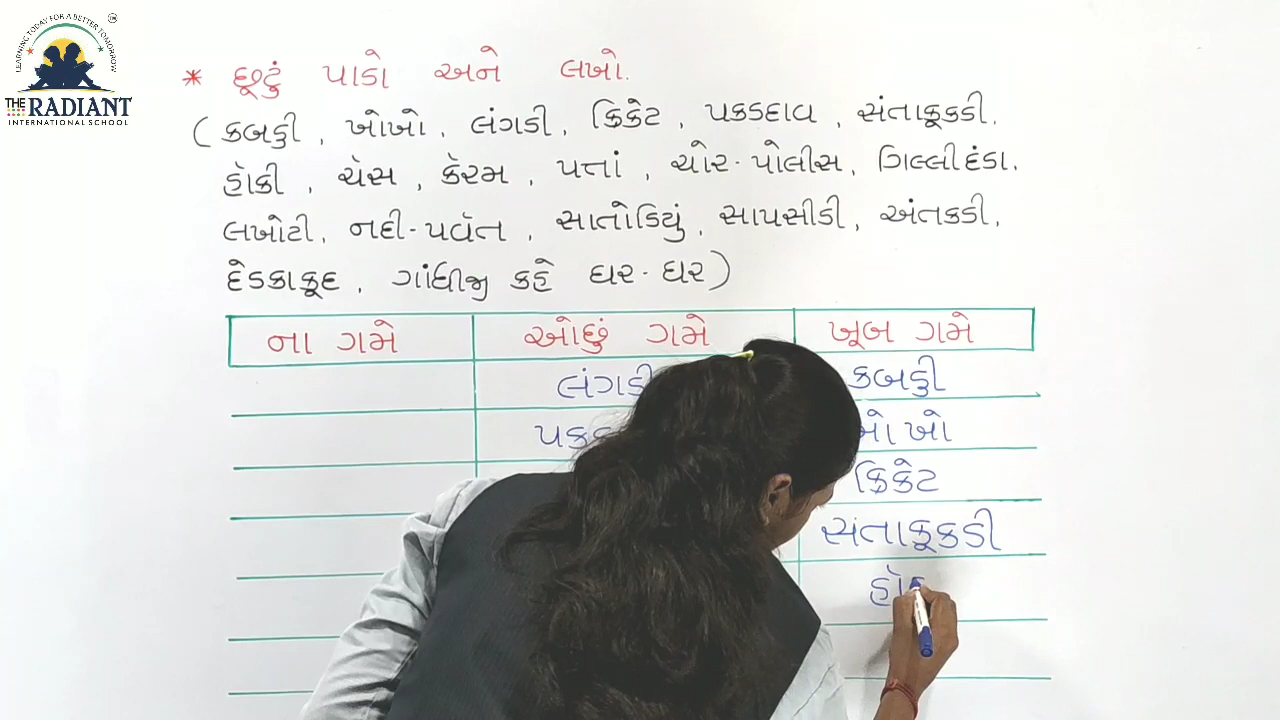 LEARNING TODAY FOR A BETTER TOMORROW
THE RADIANT
INTERNATIONAL SCHOOL
* છૂટું પાડો અને લખો.
(કબડ્ડી, ખોખો, લંગડી, ક્રિકેટ, પકડદાવ, સંતાકૂકડી,
હૉકી, ચેસ, કેરમ, પત્તાં, ચોર-પોલીસ, ગિલ્લીદંડા,
લખોટી, નદી-પર્વત, સાતોડિયું, સાપસીડી, અંતકડી,
દેડકાકૂદ, ગાંધીજી કહે ઘર-ઘર)
ના ગમે ઓછું ગમે ખૂબ ગમે
લંગડી કબડ્ડી
ક્રિકેટ
સંતાકૂકડી